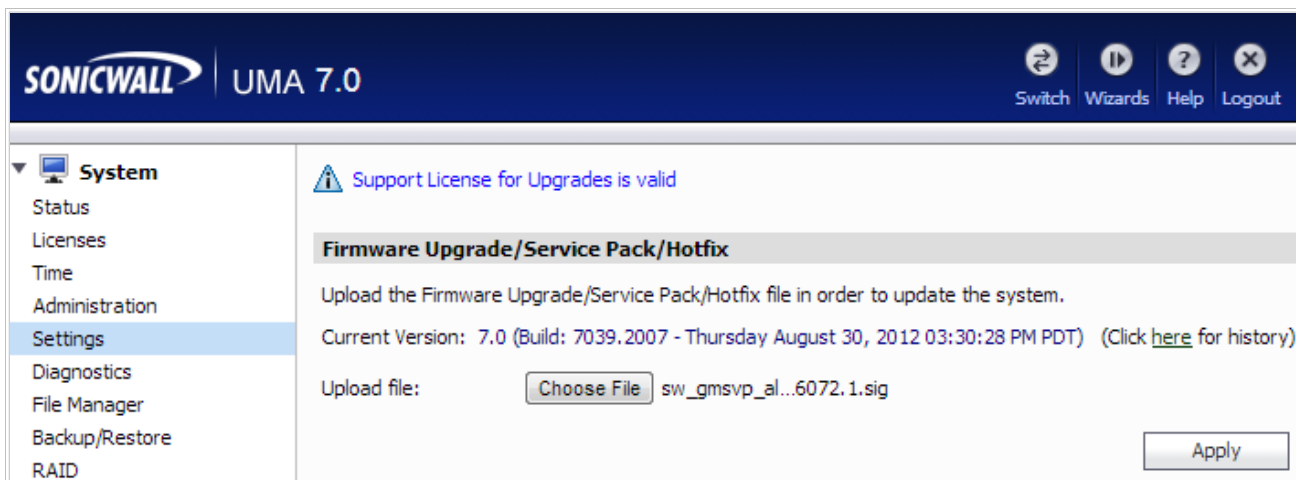 SONICWALL UMA 7.0
Switch Wizards Help Logout
System
Status
Licenses
Time
Administration
Settings
Diagnostics
File Manager
Backup/Restore
RAID
Support License for Upgrades is valid
Firmware Upgrade/Service Pack/Hotfix
Upload the Firmware Upgrade/Service Pack/Hotfix file in order to update the system.
Current Version: 7.0 (Build: 7039.2007 - Thursday August 30, 2012 03:30:28 PM PDT) (Click here for history)
Upload file: Choose File sw_gmsvp_al...6072.1.sig
Apply